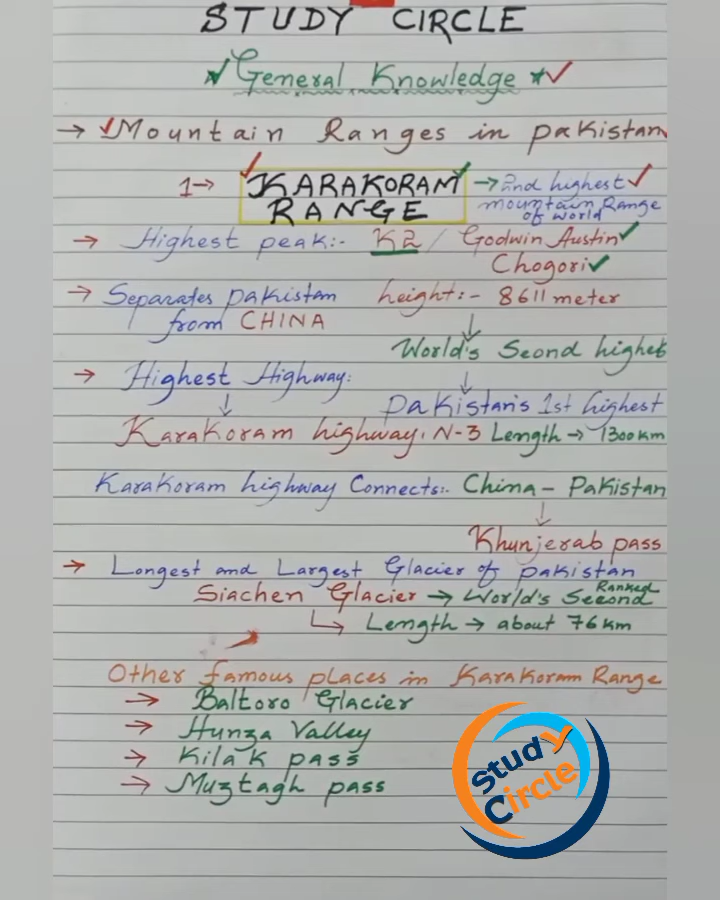 STUDY CIRCLE
General Knowledge
→ Mountain Ranges in pakistan
1→ KARAKORAM RANGE → 2nd highest mountain Range of world
→ Highest peak:- K2 / Godwin Austin
Chogori
→ Separates pakistan from CHINA
height:- 8611 meter
World's Seond highest
→ Highest Highway:
pakistan's 1st highest
Karakoram highway, N-3 Length → 1300 km
Karakoram highway Connects:- China - Pakistan
Khunjerab pass
→ Longest and Largest Glacier of pakistan
Siachen Glacier → World's Second Ranked
Length → about 76 km
Other famous places in Karakoram Range
→ Baltoro Glacier
→ Hunza Valley
→ Kilak pass
→ Muztagh pass
Study
Circle